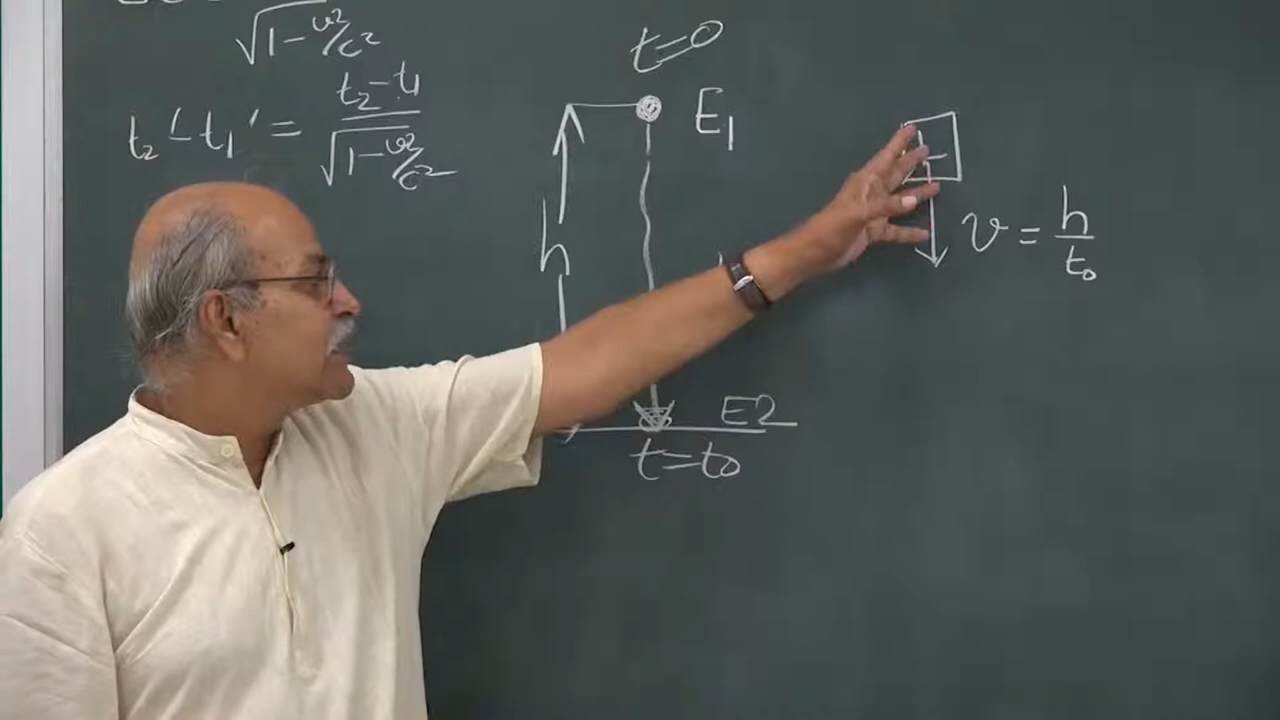 √1-v²/c²
t=0
t₂'-t₁' = t₂-t₁ / √1-v²/c²
E₁
h
v = h/t₀
E2
t=t₀